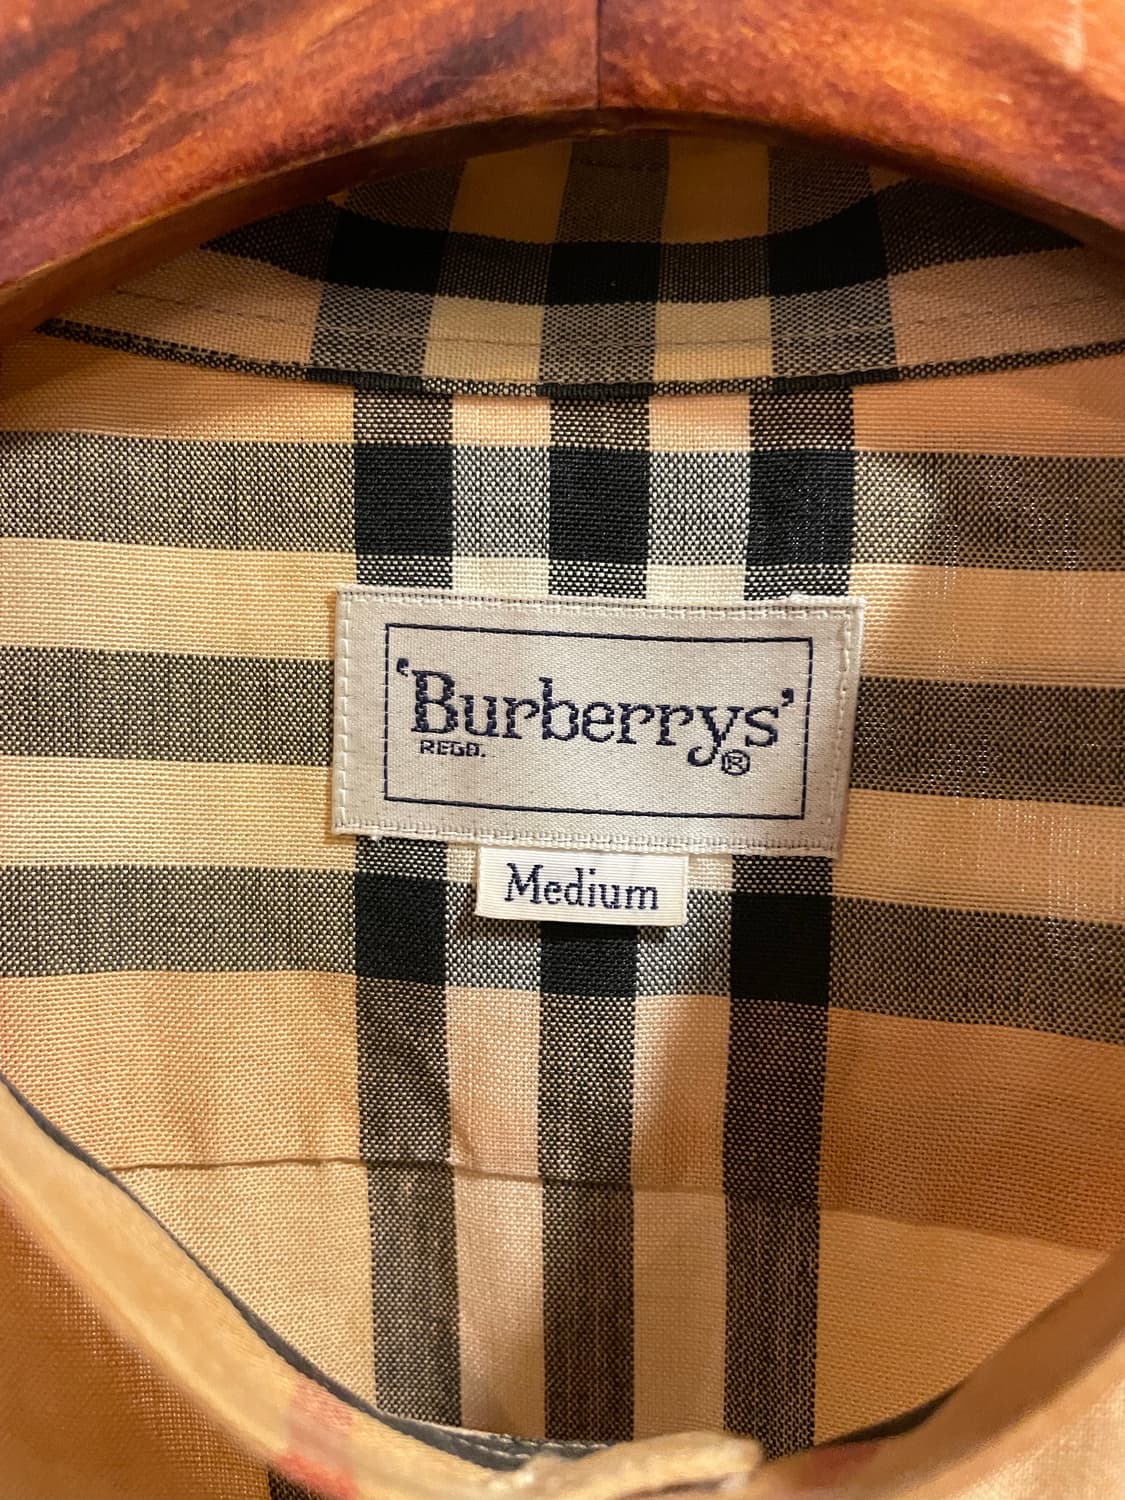 ‘Burberrys’
REGD. ®
Medium